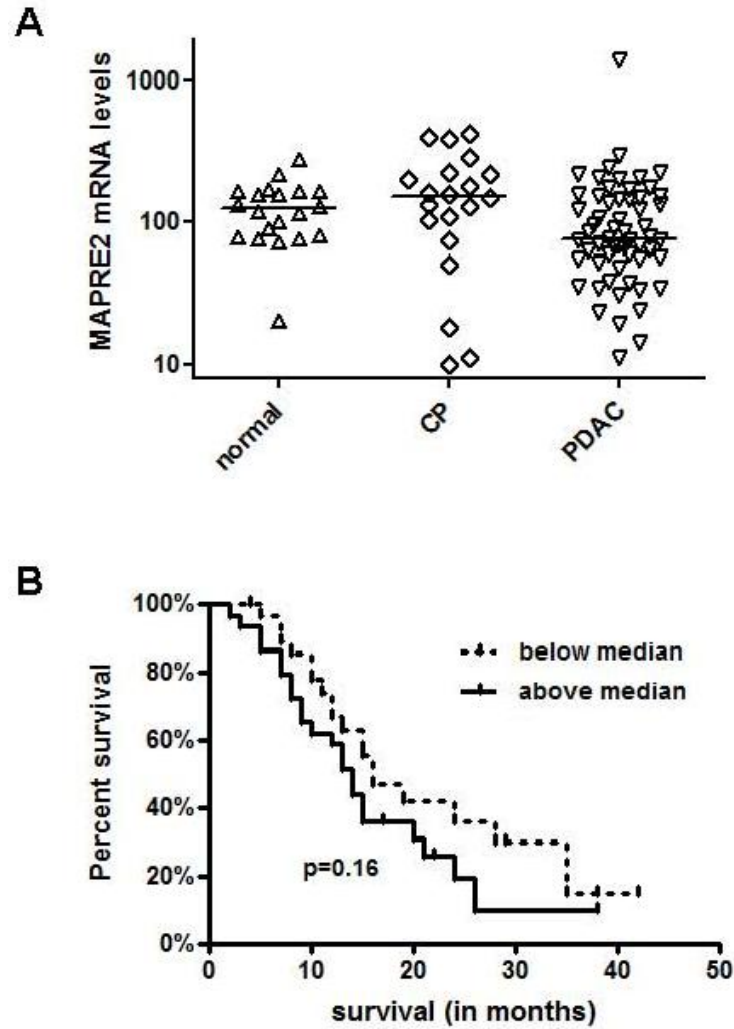 A
MAPRE2 mRNA levels
1000
100
10
normal
CP
PDAC
B
Percent survival
100%
80%
60%
40%
20%
0%
below median
above median
p=0.16
0 10 20 30 40 50
survival (in months)